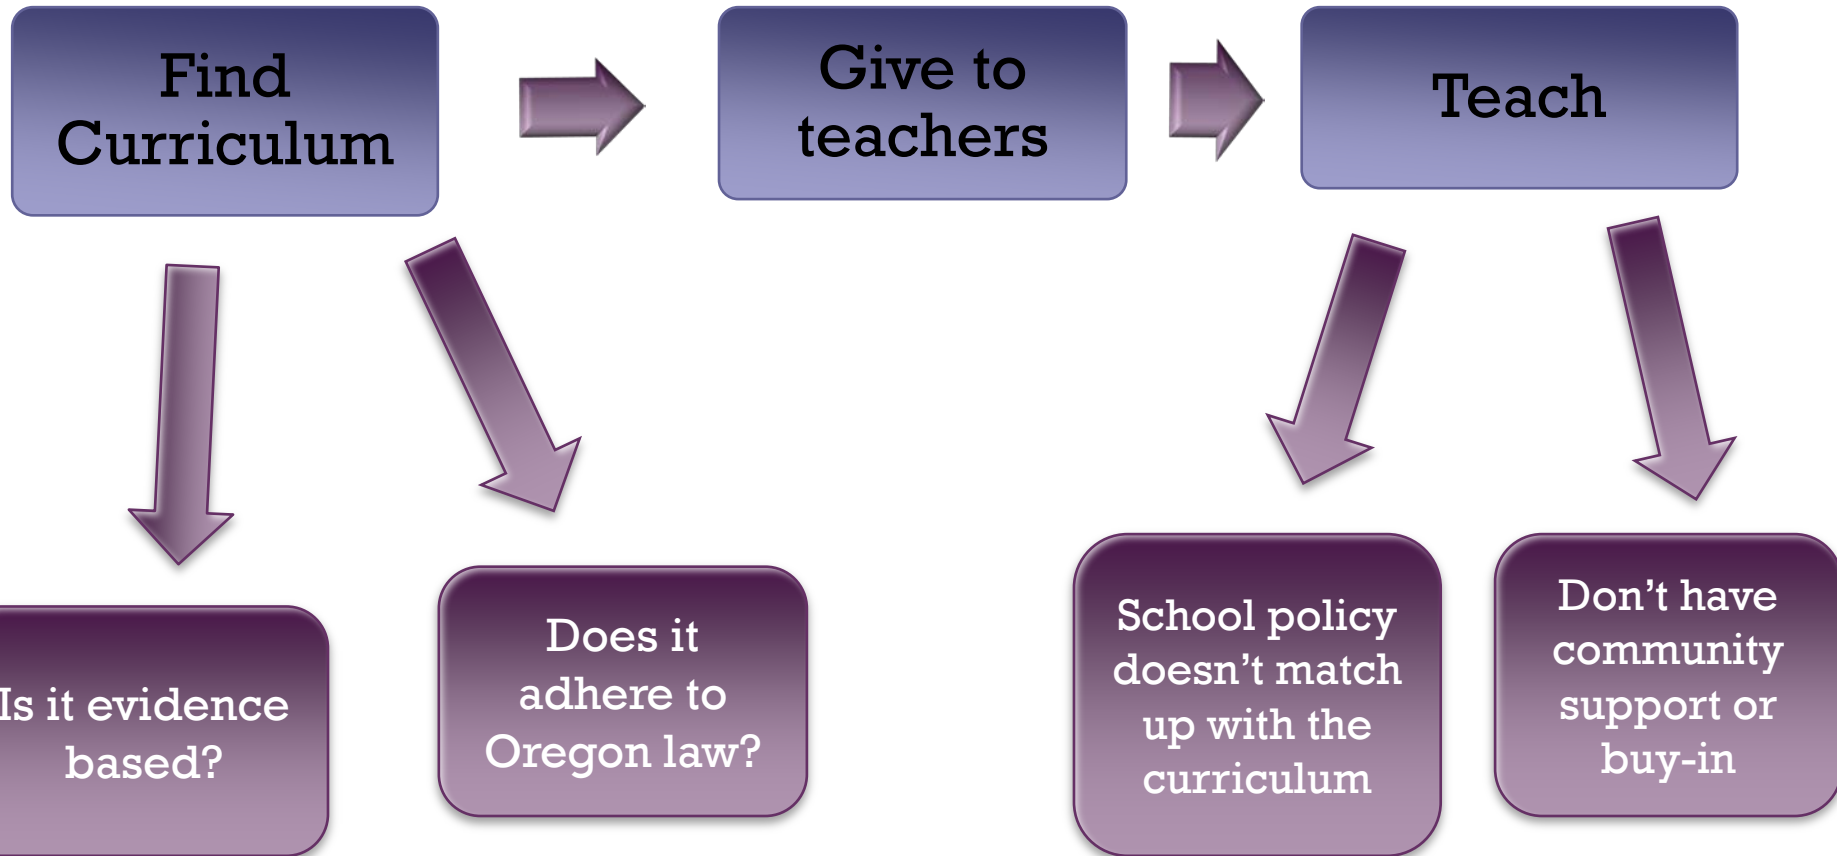 Find
Curriculum
Give to
teachers
Teach
Is it evidence
based?
Does it
adhere to
Oregon law?
School policy
doesn’t match
up with the
curriculum
Don’t have
community
support or
buy-in